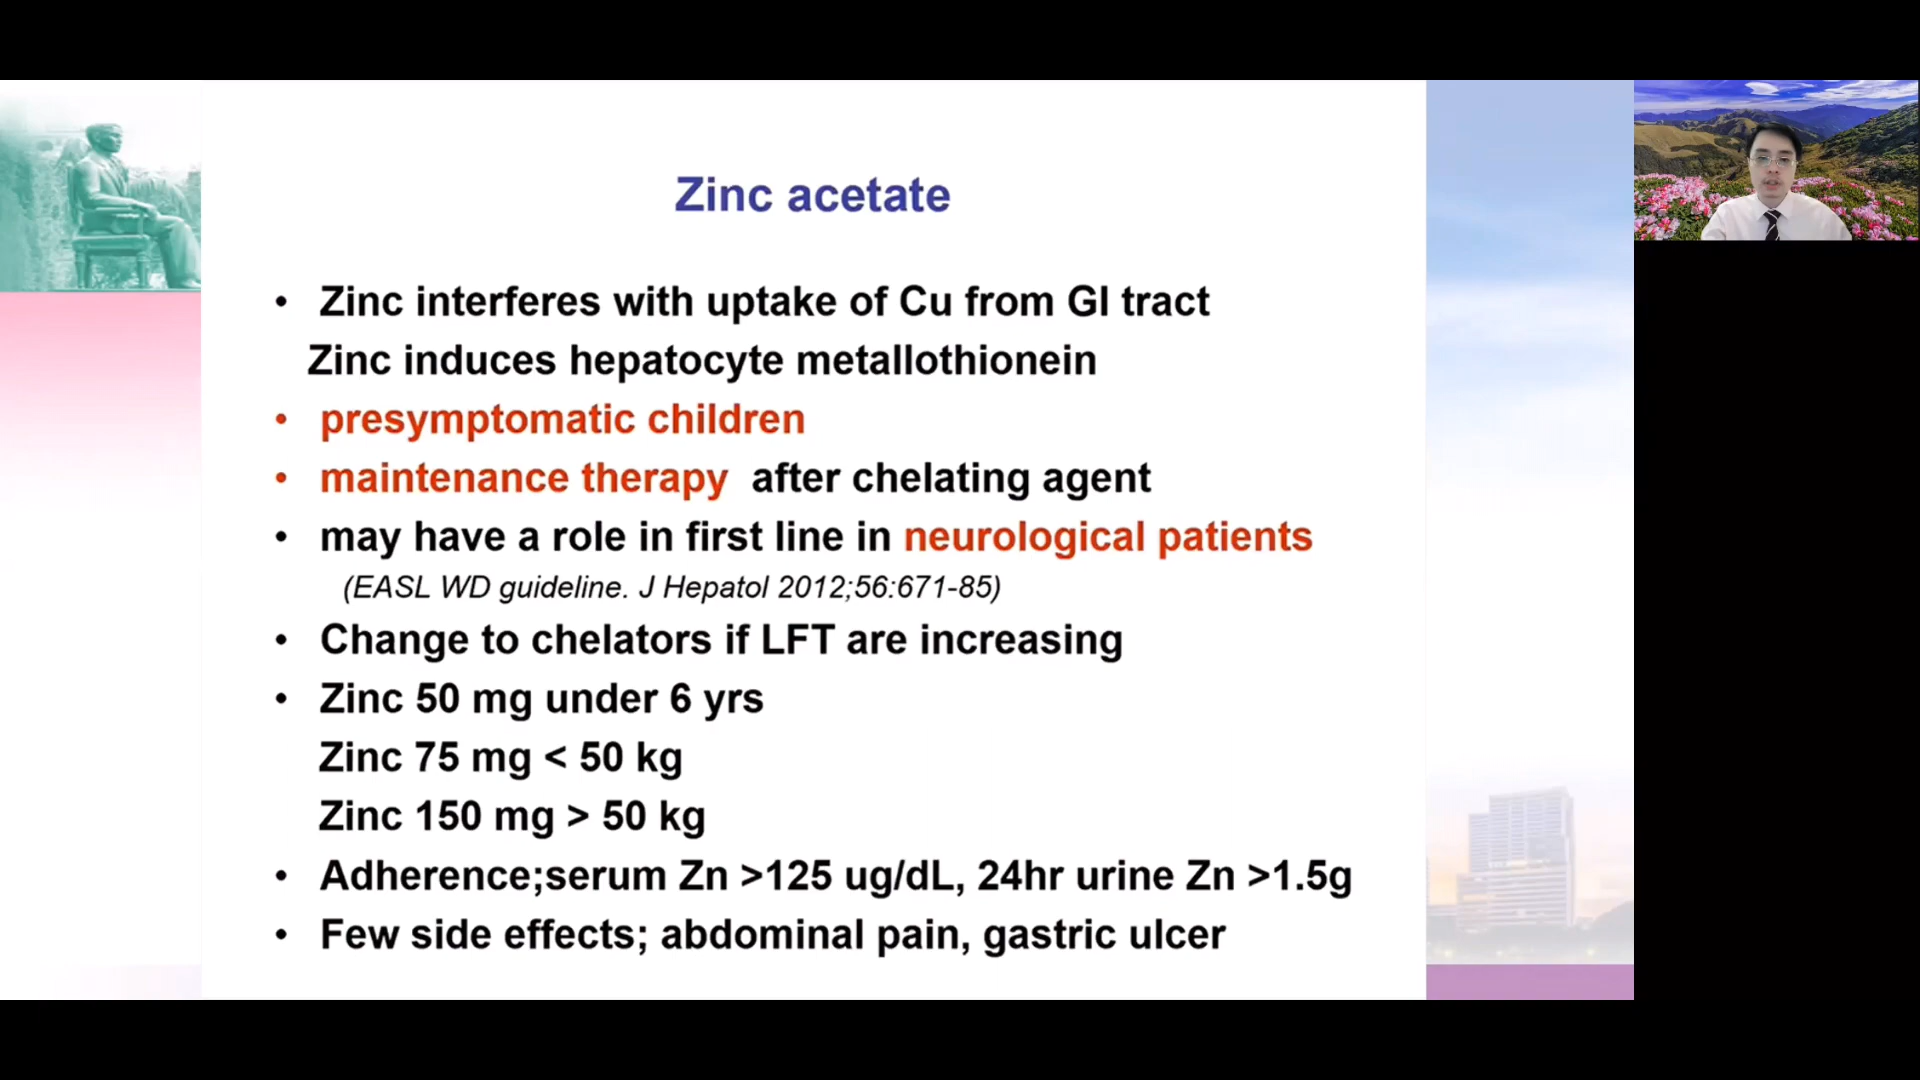 Zinc acetate
• Zinc interferes with uptake of Cu from GI tract
Zinc induces hepatocyte metallothionein
• presymptomatic children
• maintenance therapy after chelating agent
• may have a role in first line in neurological patients
(EASL WD guideline. J Hepatol 2012;56:671-85)
• Change to chelators if LFT are increasing
• Zinc 50 mg under 6 yrs
Zinc 75 mg < 50 kg
Zinc 150 mg > 50 kg
• Adherence;serum Zn >125 ug/dL, 24hr urine Zn >1.5g
• Few side effects; abdominal pain, gastric ulcer